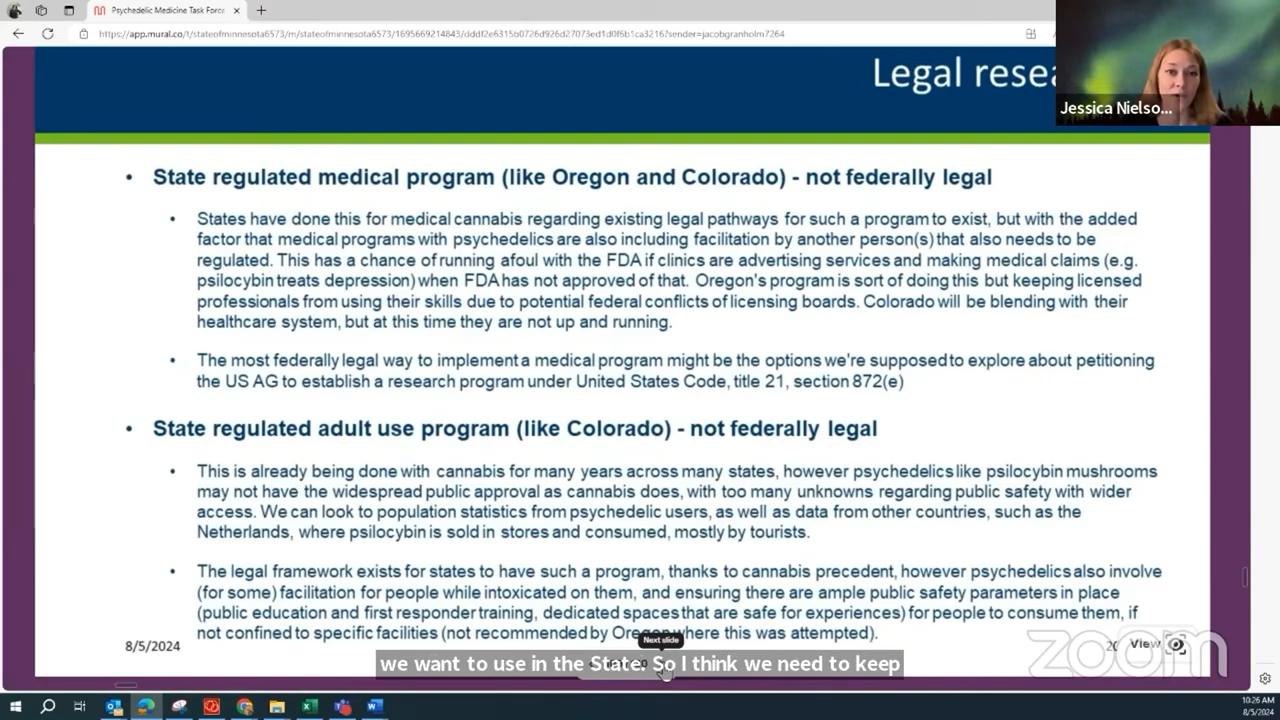 Psychedelic Medicine Task Forc
https://app.mural.co/t/stateofminnesota6573/m/stateofminnesota6573/1695669214843/dddf2e6315b0726d926d27073ed1d0f6b1ca3216?sender=jacobgranholm7264
Legal resea
Jessica Nielso...
• State regulated medical program (like Oregon and Colorado) - not federally legal
• States have done this for medical cannabis regarding existing legal pathways for such a program to exist, but with the added
factor that medical programs with psychedelics are also including facilitation by another person(s) that also needs to be
regulated. This has a chance of running afoul with the FDA if clinics are advertising services and making medical claims (e.g.
psilocybin treats depression) when FDA has not approved of that. Oregon's program is sort of doing this but keeping licensed
professionals from using their skills due to potential federal conflicts of licensing boards. Colorado will be blending with their
healthcare system, but at this time they are not up and running.
• The most federally legal way to implement a medical program might be the options we're supposed to explore about petitioning
the US AG to establish a research program under United States Code, title 21, section 872(e)
• State regulated adult use program (like Colorado) - not federally legal
• This is already being done with cannabis for many years across many states, however psychedelics like psilocybin mushrooms
may not have the widespread public approval as cannabis does, with too many unknowns regarding public safety with wider
access. We can look to population statistics from psychedelic users, as well as data from other countries, such as the
Netherlands, where psilocybin is sold in stores and consumed, mostly by tourists.
• The legal framework exists for states to have such a program, thanks to cannabis precedent, however psychedelics also involve
(for some) facilitation for people while intoxicated on them, and ensuring there are ample public safety parameters in place
(public education and first responder training, dedicated spaces that are safe for experiences) for people to consume them, if
not confined to specific facilities (not recommended by Oregon where this was attempted).
Next slide
8/5/2024
View
zoom
we want to use in the State. So I think we need to keep
10:26 AM
8/5/2024